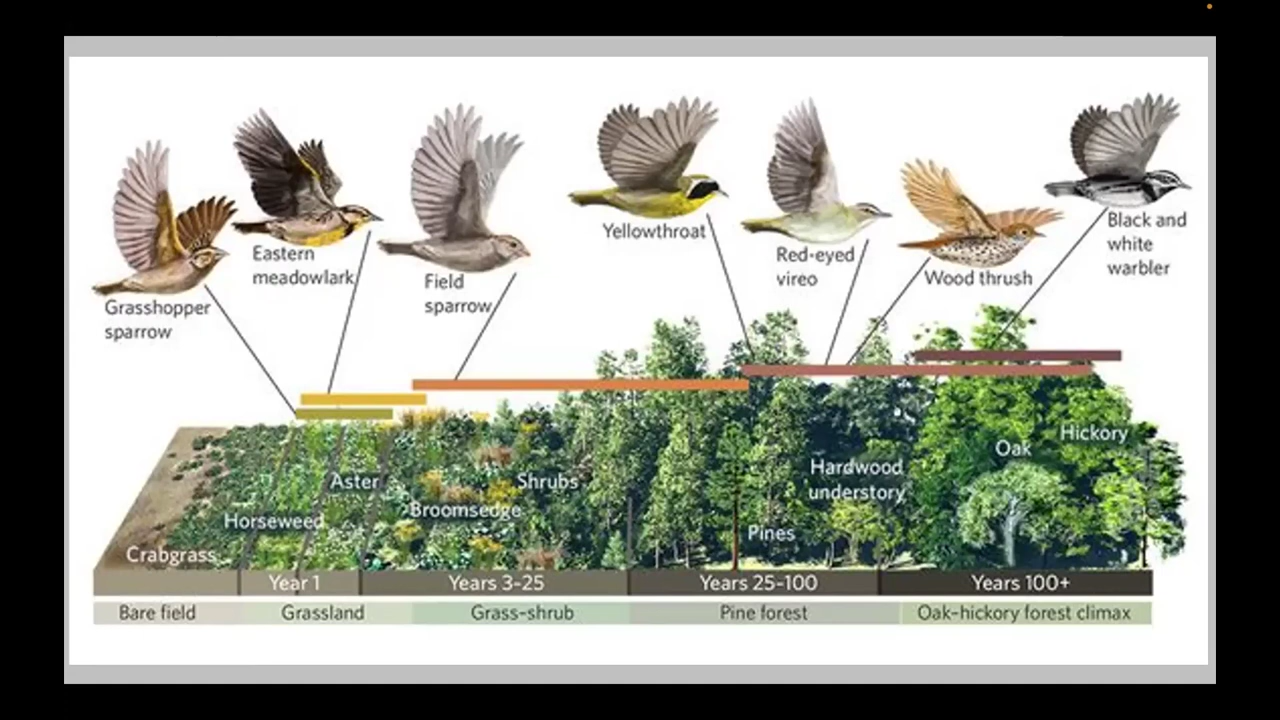 Grasshopper
sparrow
Eastern
meadowlark
Field
sparrow
Yellowthroat
Red-eyed
vireo
Wood thrush
Black and
white
warbler
Crabgrass
Horseweed
Aster
Broomsedge
Shrubs
Pines
Hardwood
understory
Oak
Hickory
Year 1
Years 3-25
Years 25-100
Years 100+
Bare field
Grassland
Grass–shrub
Pine forest
Oak–hickory forest climax